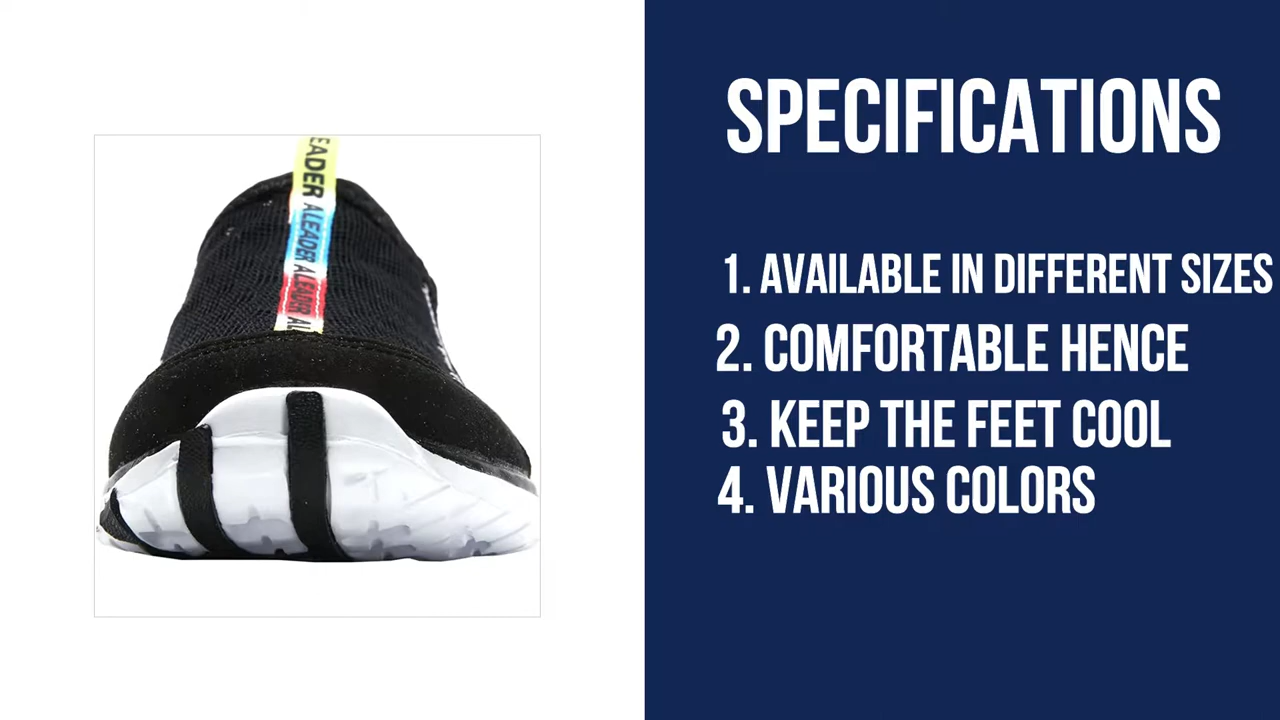 LEADER ALEADER ALEADER AL
SPECIFICATIONS
1. AVAILABLE IN DIFFERENT SIZES
2. COMFORTABLE HENCE
3. KEEP THE FEET COOL
4. VARIOUS COLORS